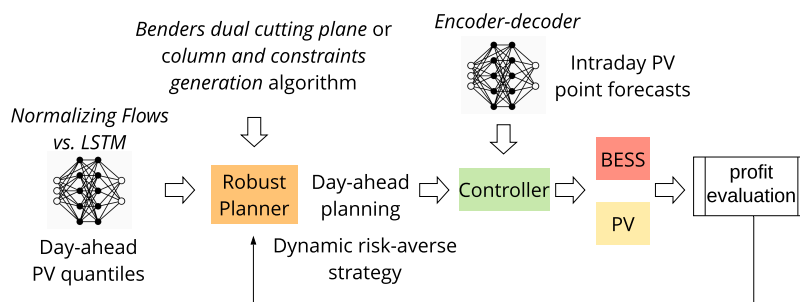 Benders dual cutting plane or
column and constraints
generation algorithm
Encoder-decoder
Intraday PV
point forecasts
Normalizing Flows
vs. LSTM
Day-ahead
PV quantiles
Robust
Planner
Day-ahead
planning
Controller
BESS
PV
profit
evaluation
Dynamic risk-averse
strategy